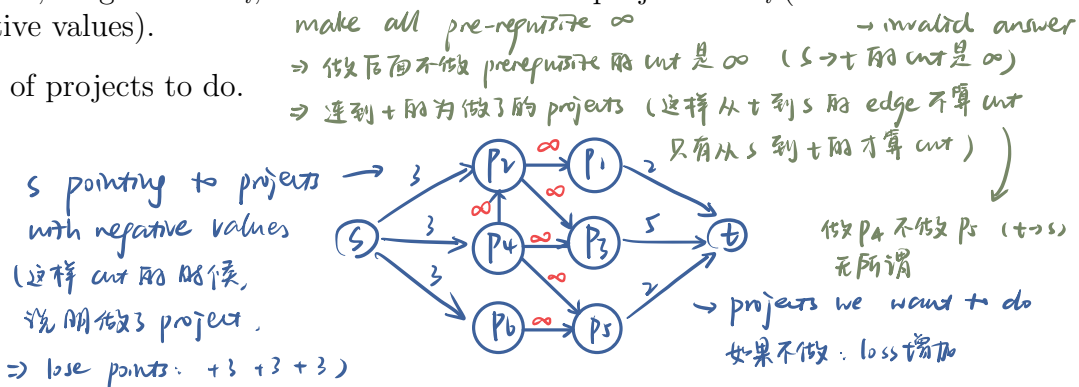 tive values).
of projects to do.
make all pre-requisite ∞
→ invalid answer
⇒ 做后面不做 prerequisite 的 cut 是 ∞ (s→t 的 cut 是 ∞)
⇒ 连到 t 的为做了的 projects (这样从 t 到 s 的 edge 不算 cut
只有从 s 到 t 的才算 cut)
做 P4 不做 P5 (t→s)
无所谓
s pointing to projects →
with negative values
(这样 cut 的时候,
说明做了 project.
⇒ lose points: +3 +3 +3)
3 P2 ∞ P1 2
∞ ∞
S 3 P4 ∞ P3 5 t
∞
3 P6 ∞ P5 2
→ projects we want to do
如果不做: loss增加